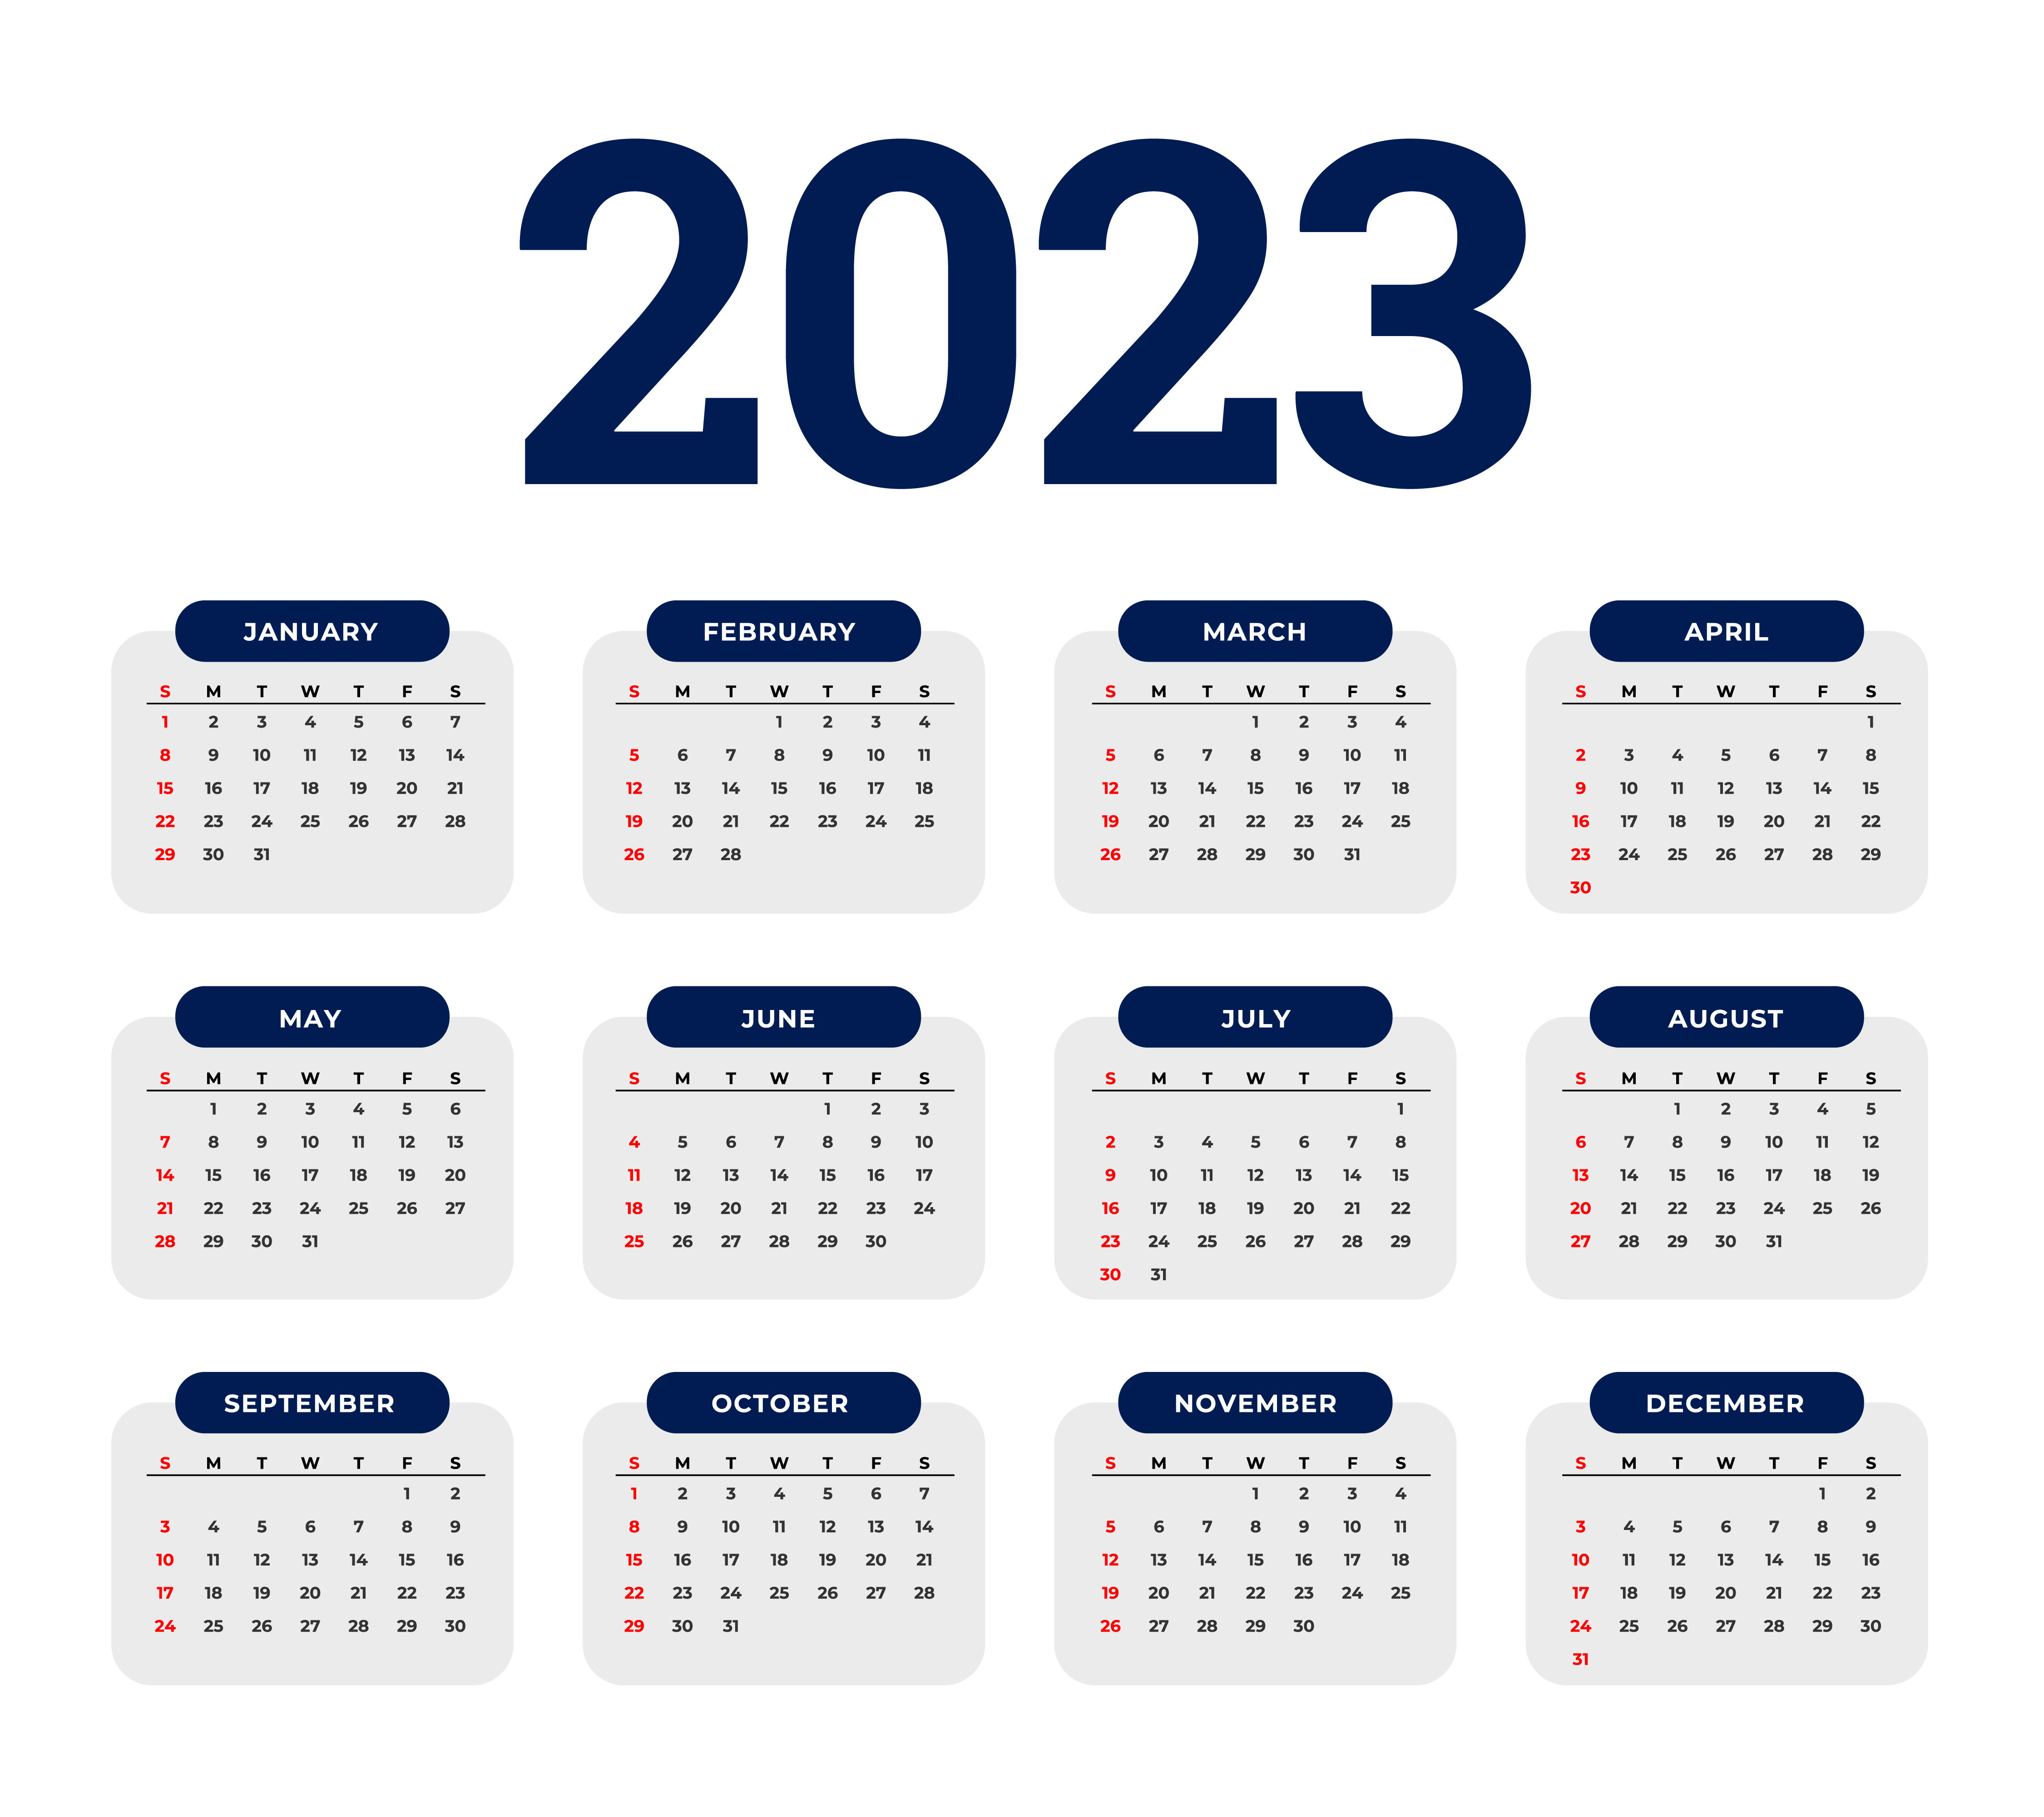 2023
JANUARY
S M T W T F S
1 2 3 4 5 6 7
8 9 10 11 12 13 14
15 16 17 18 19 20 21
22 23 24 25 26 27 28
29 30 31
FEBRUARY
S M T W T F S
1 2 3 4
5 6 7 8 9 10 11
12 13 14 15 16 17 18
19 20 21 22 23 24 25
26 27 28
MARCH
S M T W T F S
1 2 3 4
5 6 7 8 9 10 11
12 13 14 15 16 17 18
19 20 21 22 23 24 25
26 27 28 29 30 31
APRIL
S M T W T F S
1
2 3 4 5 6 7 8
9 10 11 12 13 14 15
16 17 18 19 20 21 22
23 24 25 26 27 28 29
30
MAY
S M T W T F S
1 2 3 4 5 6
7 8 9 10 11 12 13
14 15 16 17 18 19 20
21 22 23 24 25 26 27
28 29 30 31
JUNE
S M T W T F S
1 2 3
4 5 6 7 8 9 10
11 12 13 14 15 16 17
18 19 20 21 22 23 24
25 26 27 28 29 30
JULY
S M T W T F S
1
2 3 4 5 6 7 8
9 10 11 12 13 14 15
16 17 18 19 20 21 22
23 24 25 26 27 28 29
30 31
AUGUST
S M T W T F S
1 2 3 4 5
6 7 8 9 10 11 12
13 14 15 16 17 18 19
20 21 22 23 24 25 26
27 28 29 30 31
SEPTEMBER
S M T W T F S
1 2
3 4 5 6 7 8 9
10 11 12 13 14 15 16
17 18 19 20 21 22 23
24 25 26 27 28 29 30
OCTOBER
S M T W T F S
1 2 3 4 5 6 7
8 9 10 11 12 13 14
15 16 17 18 19 20 21
22 23 24 25 26 27 28
29 30 31
NOVEMBER
S M T W T F S
1 2 3 4
5 6 7 8 9 10 11
12 13 14 15 16 17 18
19 20 21 22 23 24 25
26 27 28 29 30
DECEMBER
S M T W T F S
1 2
3 4 5 6 7 8 9
10 11 12 13 14 15 16
17 18 19 20 21 22 23
24 25 26 27 28 29 30
31